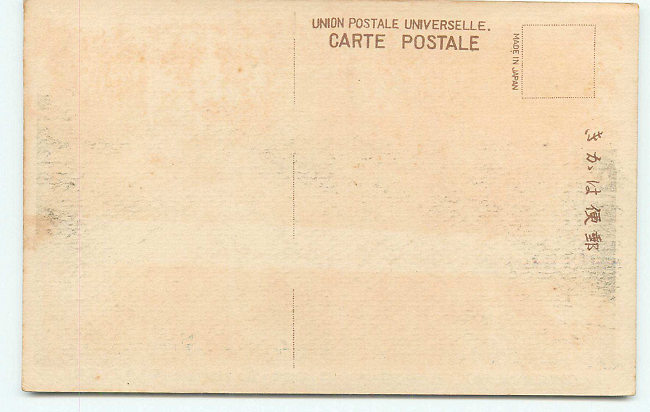 UNION POSTALE UNIVERSELLE.
CARTE POSTALE
MADE IN JAPAN
きかは便郵